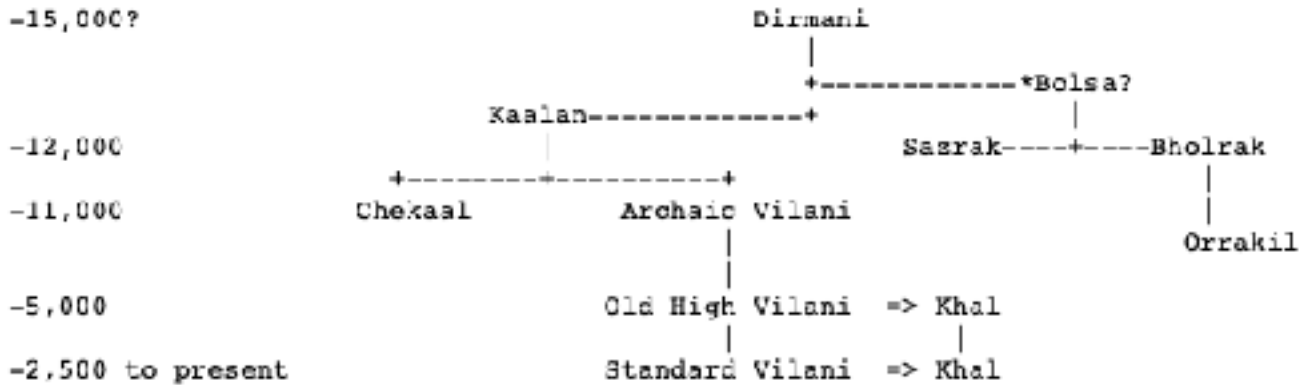 -15,000? Dirmani
*Bolsa?
Kaalan
-12,000 Sasrak Bholrak
-11,000 Chekaal Archaic Vilani
Orrakil
-5,000 Old High Vilani => Khal
-2,500 to present Standard Vilani => Khal